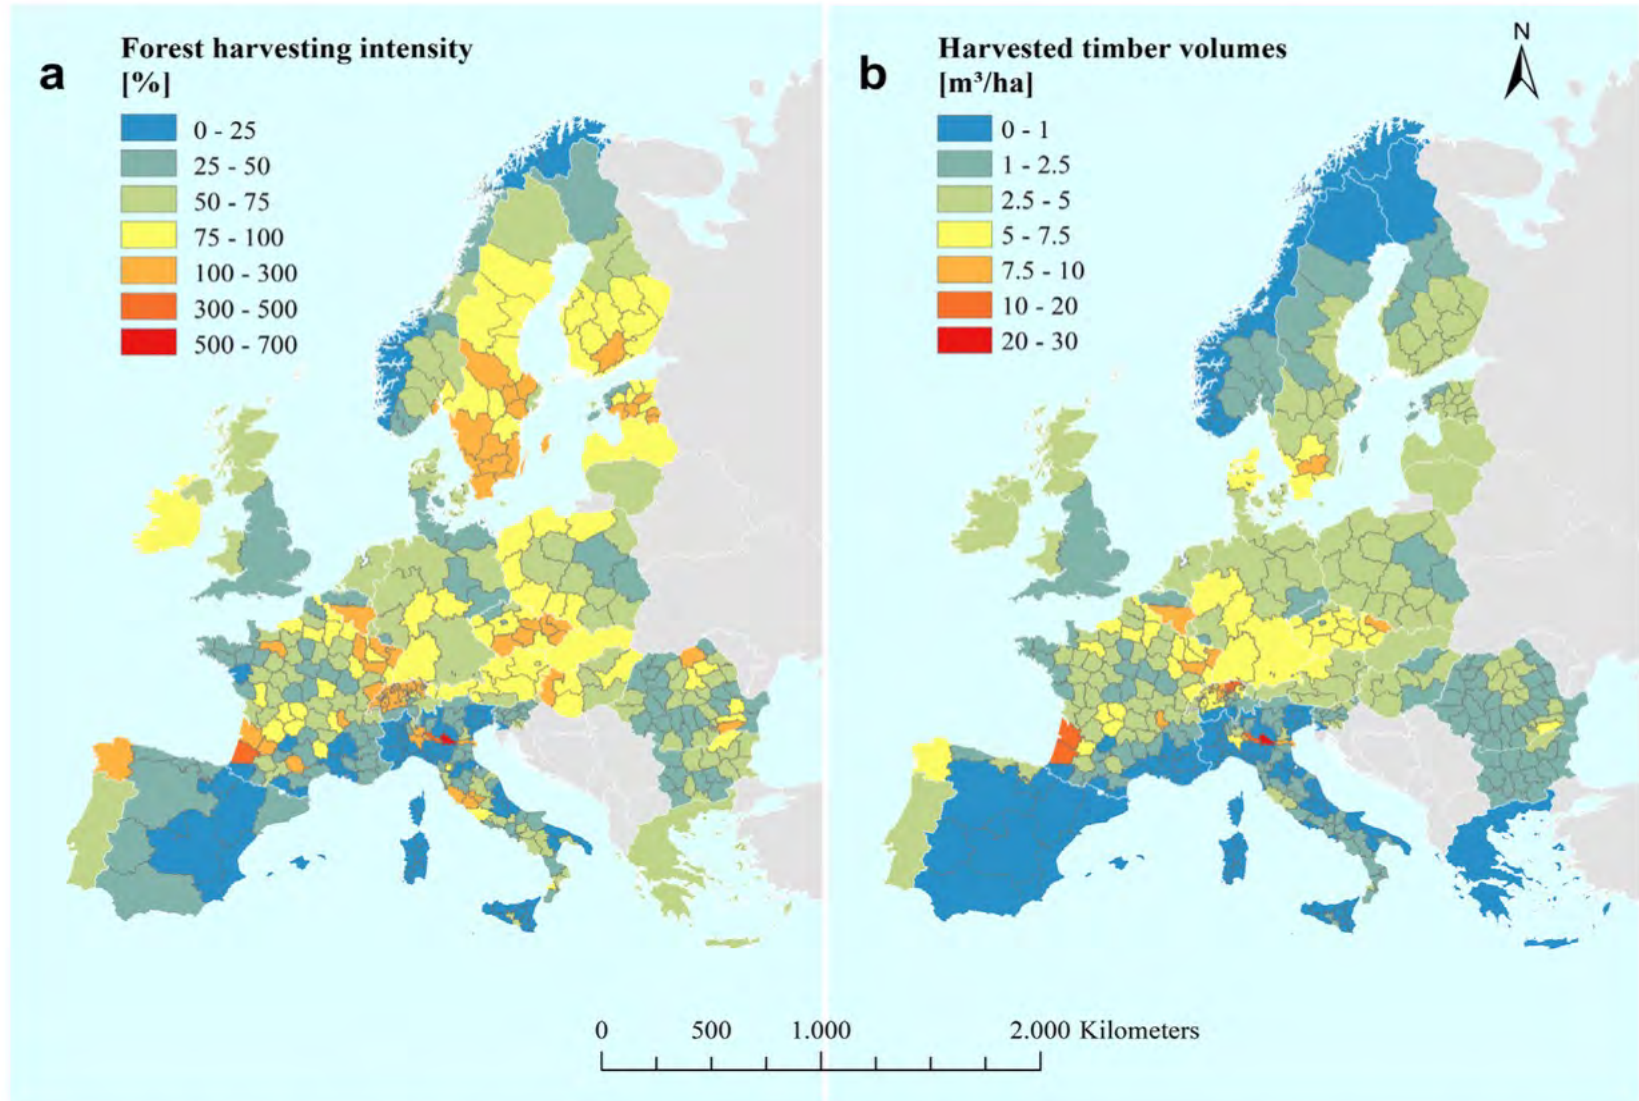 a
Forest harvesting intensity
[%]
0 - 25
25 - 50
50 - 75
75 - 100
100 - 300
300 - 500
500 - 700
b
Harvested timber volumes
[m³/ha]
0 - 1
1 - 2.5
2.5 - 5
5 - 7.5
7.5 - 10
10 - 20
20 - 30
N
0 500 1.000 2.000 Kilometers